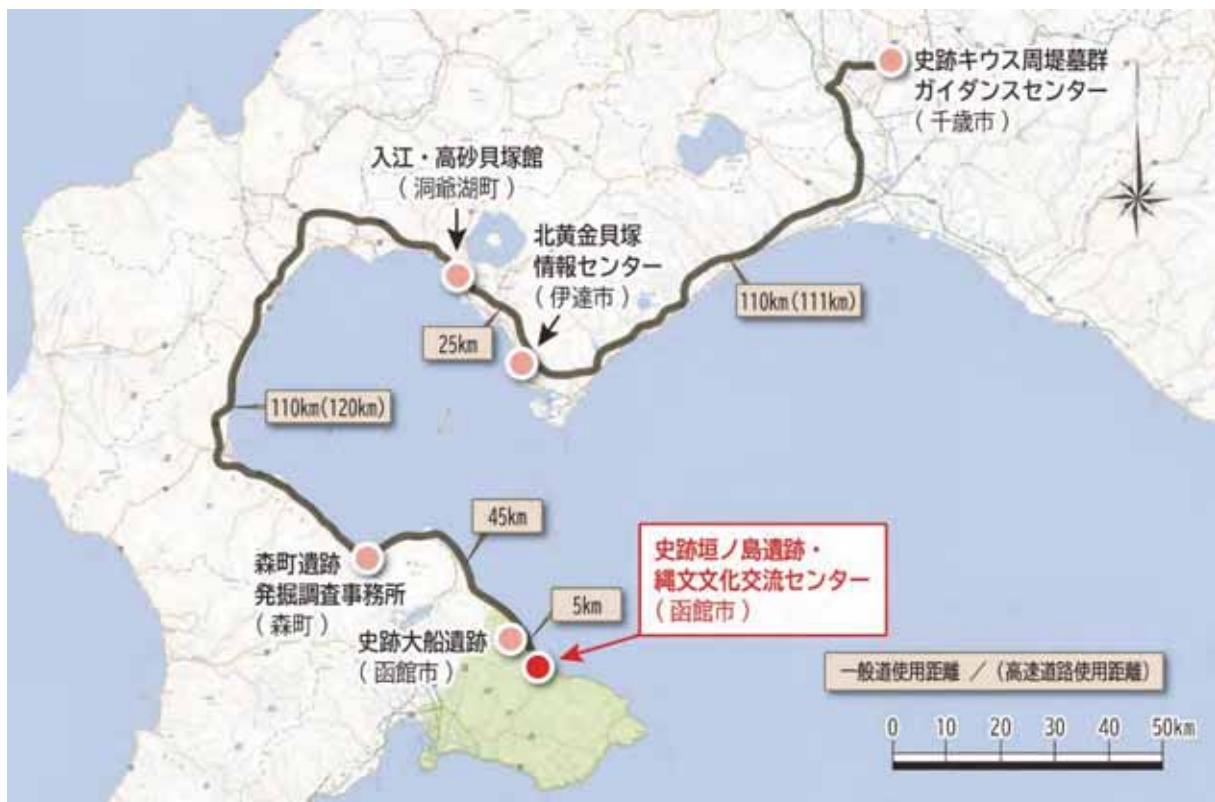 史跡キウス周堤墓群
ガイダンスセンター
（千歳市）
入江・高砂貝塚館
（洞爺湖町）
北黄金貝塚
情報センター
（伊達市）
110km(111km)
25km
110km(120km)
45km
森町遺跡
発掘調査事務所
（森町）
5km
史跡大船遺跡
（函館市）
史跡垣ノ島遺跡・
縄文文化交流センター
（函館市）
一般道使用距離 ／（高速道路使用距離）
0 10 20 30 40 50km